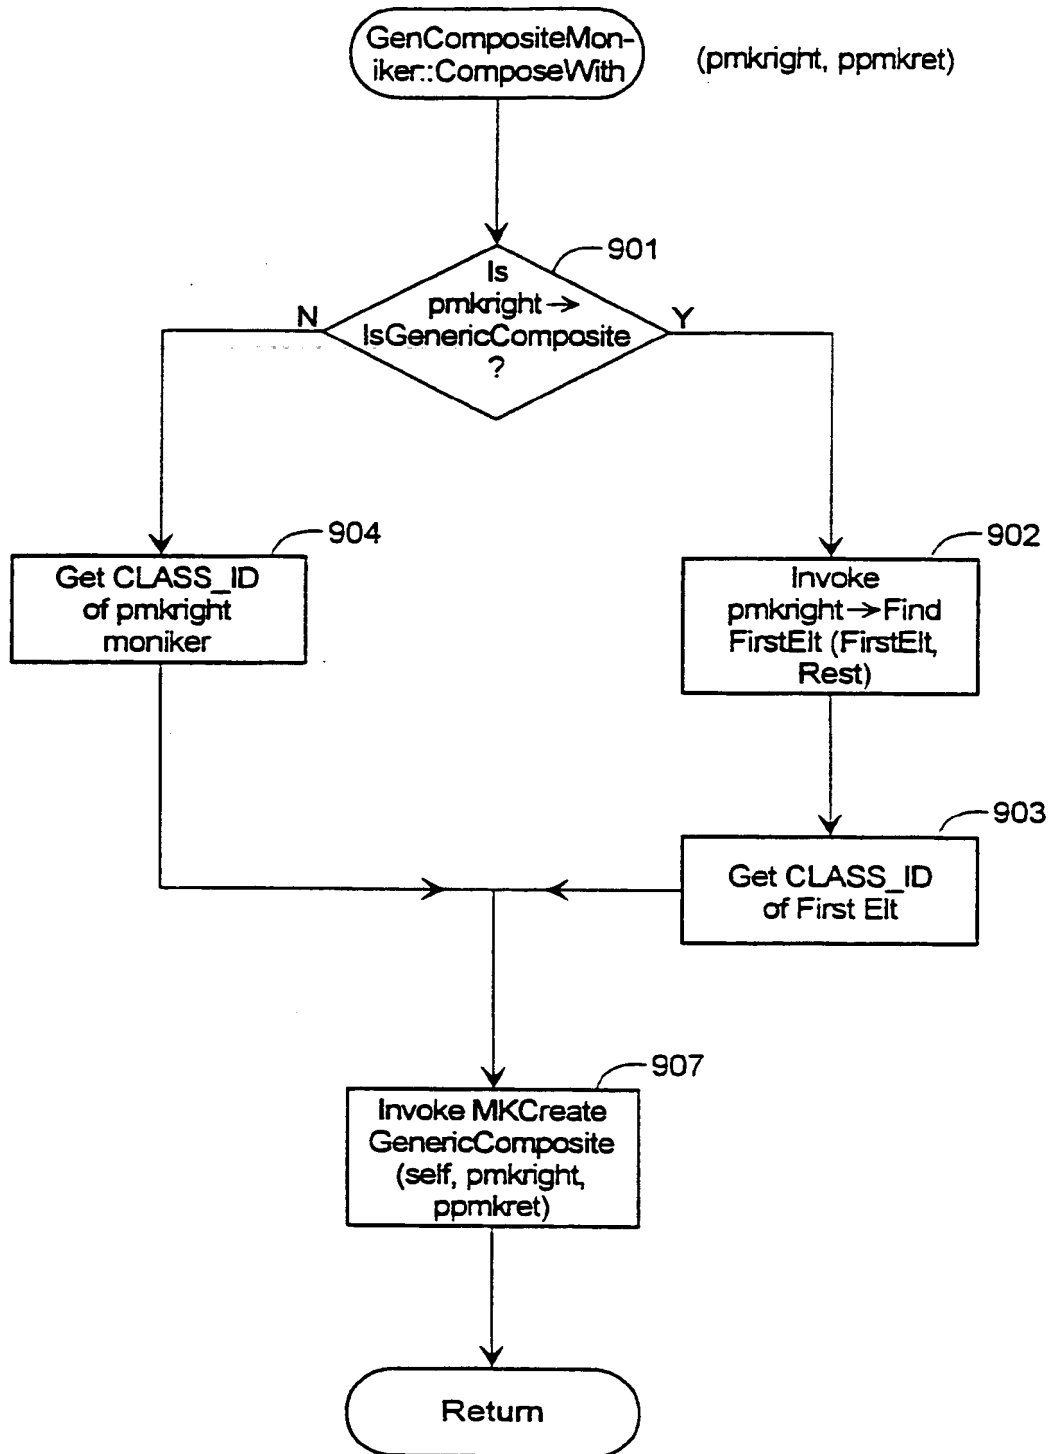 GenCompositeMon-
iker::ComposeWith
(pmkright, ppmkret)
901
Is
pmkright→
IsGenericComposite
?
N
Y
904
Get CLASS_ID
of pmkright
moniker
902
Invoke
pmkright→Find
FirstElt (FirstElt,
Rest)
903
Get CLASS_ID
of First Elt
907
Invoke MKCreate
GenericComposite
(self, pmkright,
ppmkret)
Return